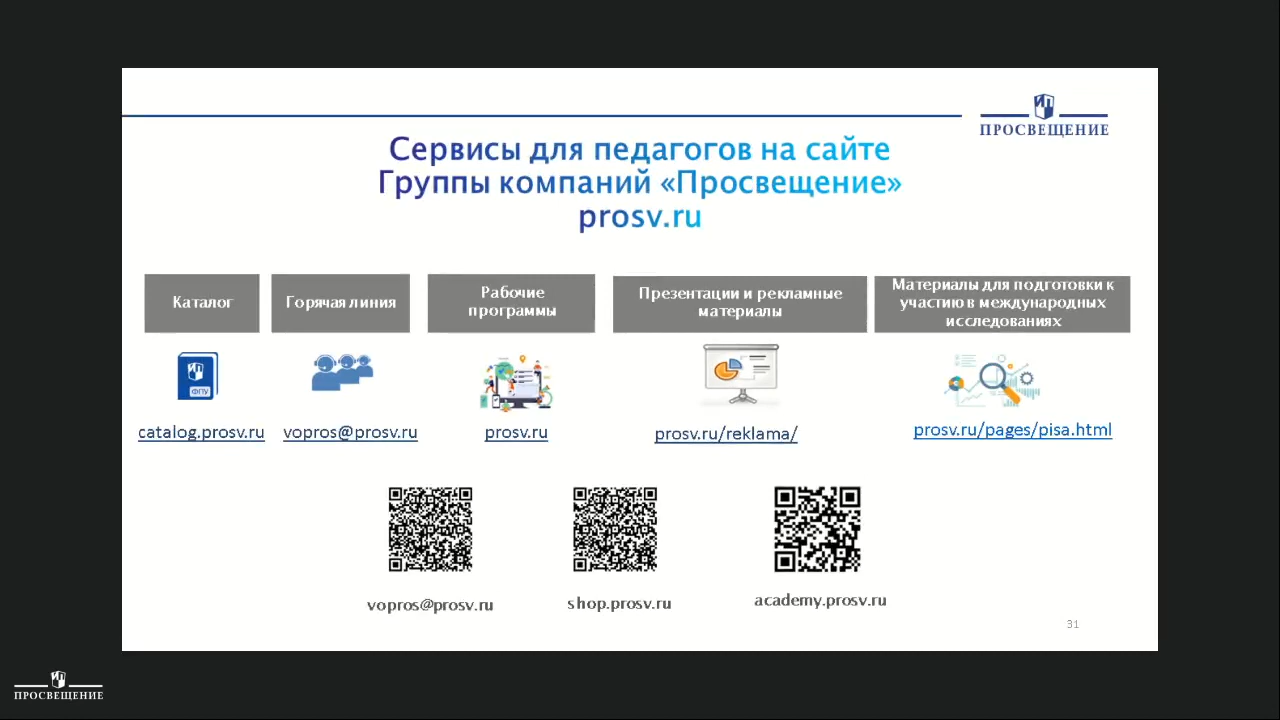 ПРОСВЕЩЕНИЕ
Сервисы для педагогов на сайте
Группы компаний «Просвещение»
prosv.ru
Каталог
Горячая линия
Рабочие
программы
Презентации и рекламные
материалы
Материалы для подготовки к
участию в международных
исследованиях
ИП
ФПУ
catalog.prosv.ru
vopros@prosv.ru
prosv.ru
prosv.ru/reklama/
prosv.ru/pages/pisa.html
vopros@prosv.ru
shop.prosv.ru
academy.prosv.ru
31
ПРОСВЕЩЕНИЕ